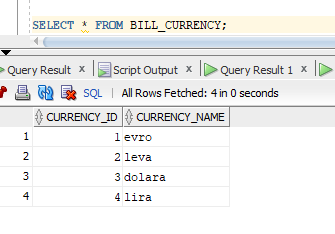 SELECT * FROM BILL_CURRENCY;
Query Result × Script Output × Query Result 1 ×
SQL | All Rows Fetched: 4 in 0 seconds
CURRENCY_ID CURRENCY_NAME
1 1 evro
2 2 leva
3 3 dolara
4 4 lira